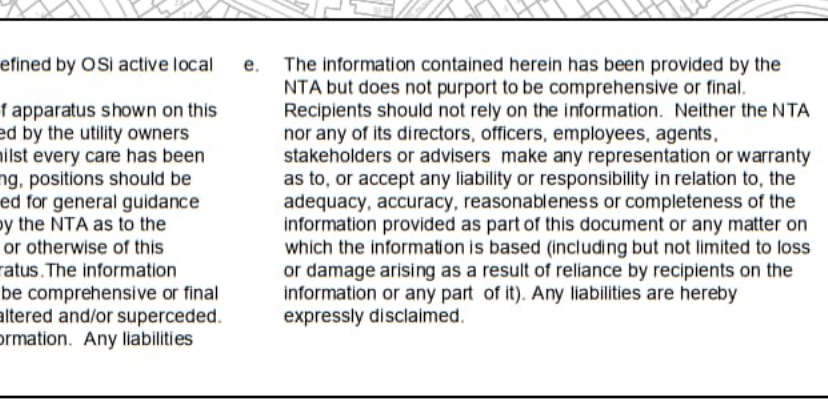 efined by OSi active local
f apparatus shown on this
ed by the utility owners
ilst every care has been
ng, positions should be
ed for general guidance
by the NTA as to the
or otherwise of this
ratus.The information
be comprehensive or final
altered and/or superceded.
ormation. Any liabilities
e. The information contained herein has been provided by the
NTA but does not purport to be comprehensive or final.
Recipients should not rely on the information. Neither the NTA
nor any of its directors, officers, employees, agents,
stakeholders or advisers make any representation or warranty
as to, or accept any liability or responsibility in relation to, the
adequacy, accuracy, reasonableness or completeness of the
information provided as part of this document or any matter on
which the information is based (including but not limited to loss
or damage arising as a result of reliance by recipients on the
information or any part of it). Any liabilities are hereby
expressly disclaimed.